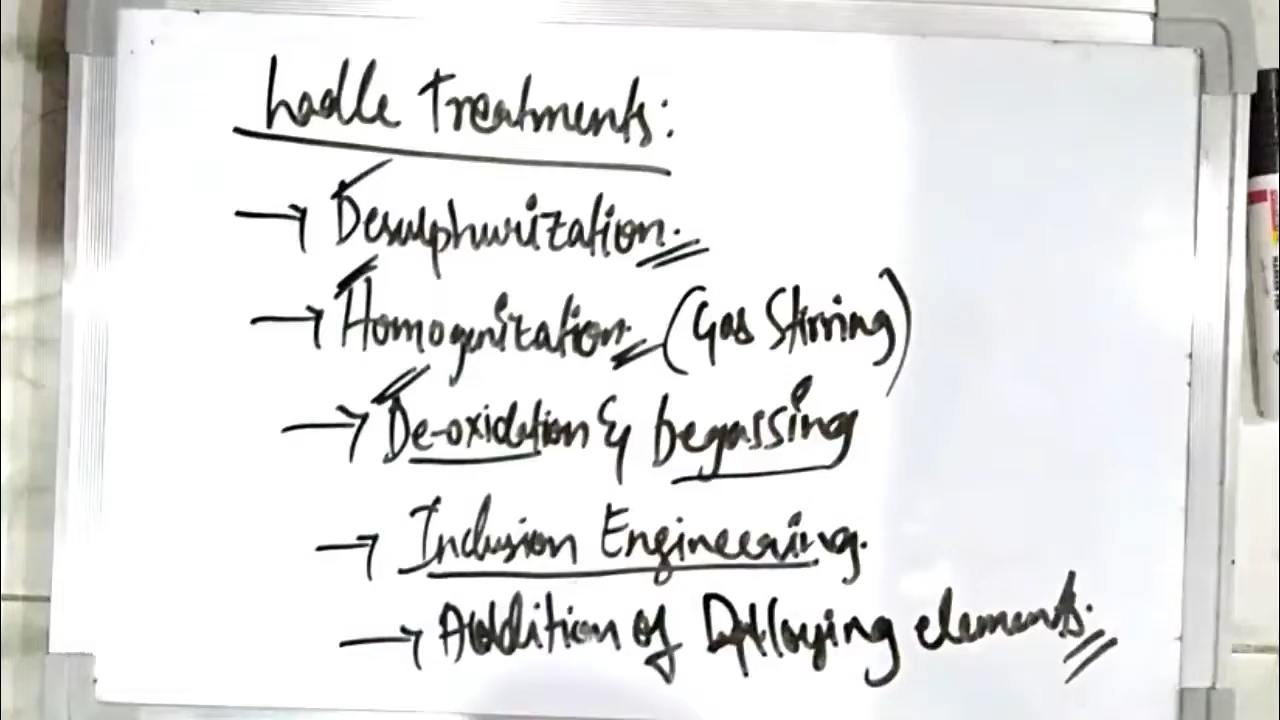 Ladle Treatments:
→ Desulphurization.
→ Homogenization. (Gas Stirring)
→ De-oxidation & Degassing
→ Inclusion Engineering.
→ Addition of Alloying elements.